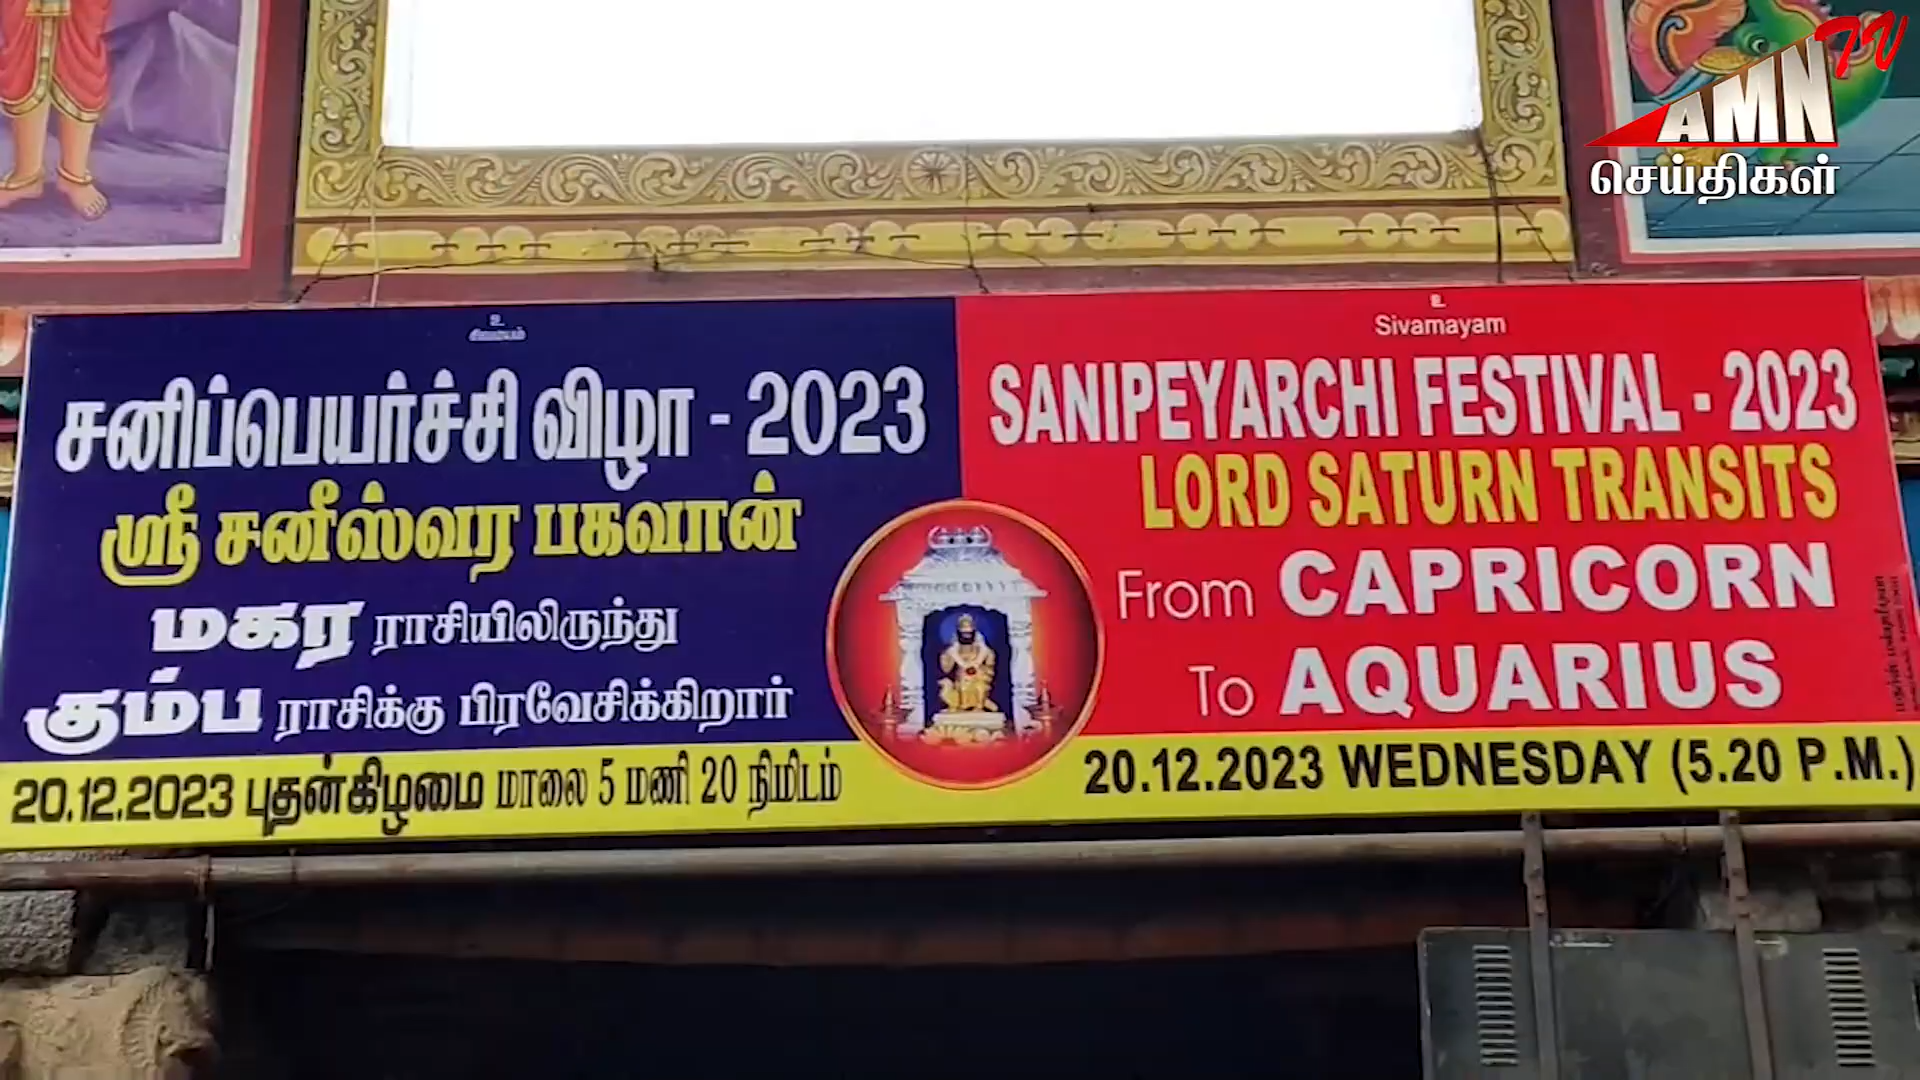 உ
சிவமயம்
சனிப்பெயர்ச்சி விழா - 2023
ஸ்ரீ சனீஸ்வர பகவான்
மகர ராசியிலிருந்து
கும்ப ராசிக்கு பிரவேசிக்கிறார்
20.12.2023 புதன்கிழமை மாலை 5 மணி 20 நிமிடம்
உ
Sivamayam
SANIPEYARCHI FESTIVAL - 2023
LORD SATURN TRANSITS
From CAPRICORN
To AQUARIUS
20.12.2023 WEDNESDAY (5.20 P.M.)
AMN TV
செய்திகள்